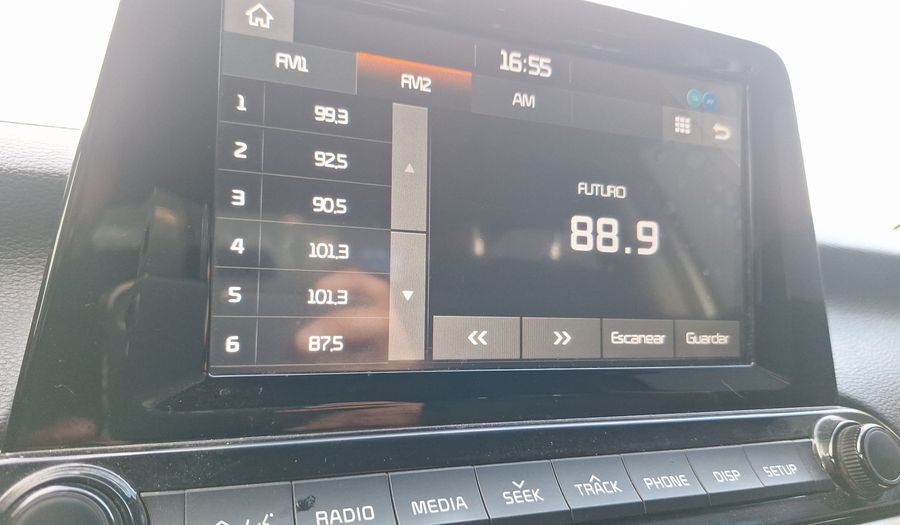 16:55
FM1
FM2
AM
1 99.3
2 92.5
3 90.5
4 101.3
5 101.3
6 87.5
FUTURO
88.9
Escanear
Guardar
RADIO
MEDIA
SEEK
TRACK
PHONE
DISP
SETUP